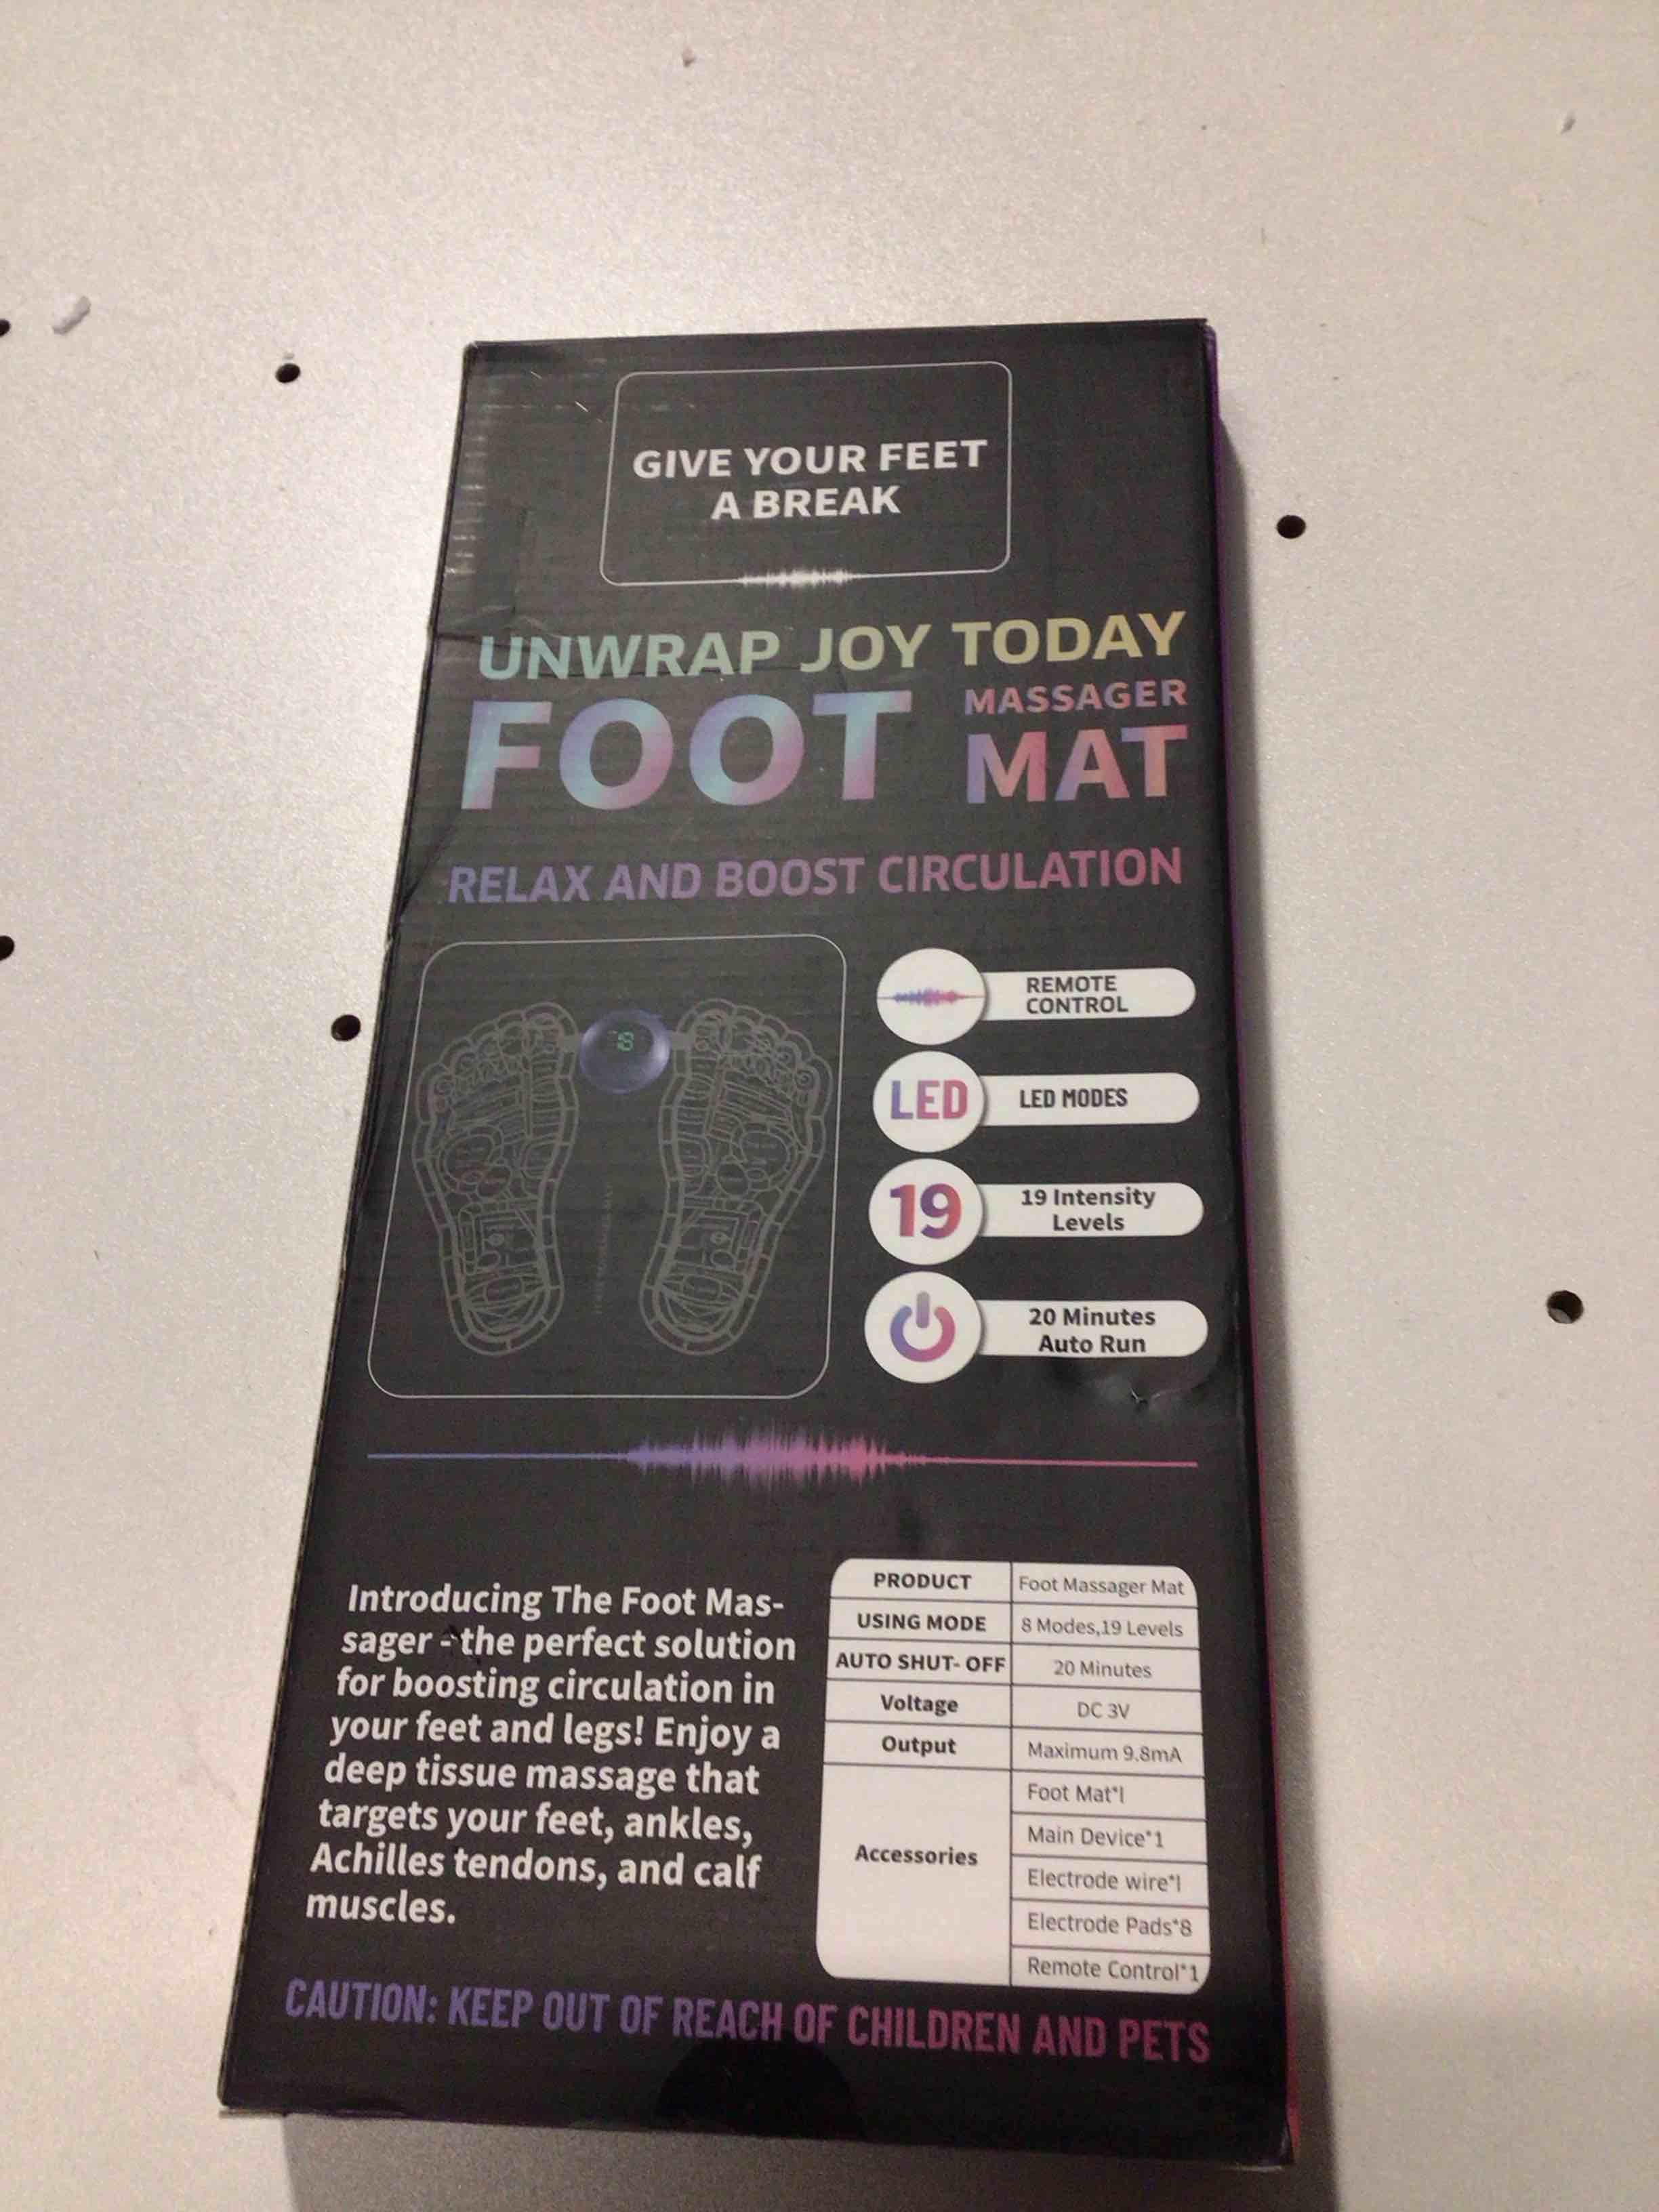 GIVE YOUR FEET
A BREAK
UNWRAP JOY TODAY
FOOT MASSAGER
MAT
RELAX AND BOOST CIRCULATION
REMOTE
CONTROL
LED
LED MODES
19
19 Intensity
Levels
20 Minutes
Auto Run
Introducing The Foot Mas-
sager - the perfect solution
for boosting circulation in
your feet and legs! Enjoy a
deep tissue massage that
targets your feet, ankles,
Achilles tendons, and calf
muscles.
PRODUCT Foot Massager Mat
USING MODE 8 Modes,19 Levels
AUTO SHUT- OFF 20 Minutes
Voltage DC 3V
Output Maximum 9.8mA
Accessories
Foot Mat*l
Main Device*1
Electrode wire*l
Electrode Pads*8
Remote Control*1
CAUTION: KEEP OUT OF REACH OF CHILDREN AND PETS